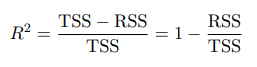 R² = (TSS − RSS) / TSS = 1 − RSS / TSS